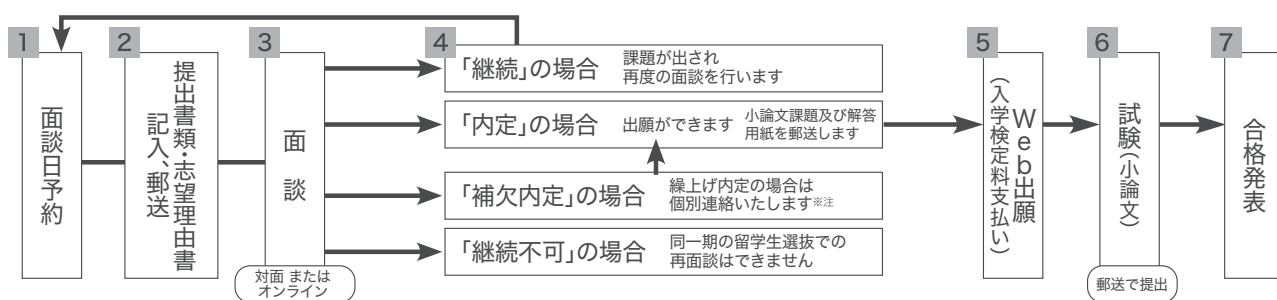 1
面談日予約
2
提出書類・志望理由書
記入、郵送
3
面談
対面 または
オンライン
4
「継続」の場合
課題が出され
再度の面談を行います
「内定」の場合
出願ができます
小論文課題及び解答
用紙を郵送します
「補欠内定」の場合
繰上げ内定の場合は
個別連絡いたします※注
「継続不可」の場合
同一期の留学生選抜での
再面談はできません
5
Web出願
(入学検定料支払い)
6
試験(小論文)
郵送で提出
7
合格発表